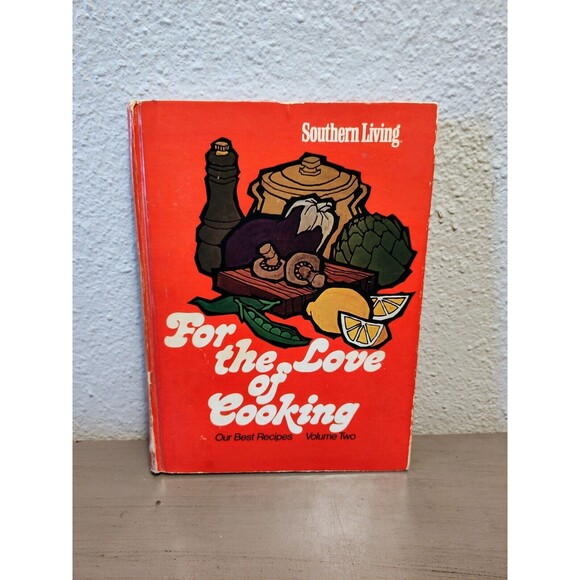 Southern Living
For
the Love
of
Cooking
Our Best Recipes Volume Two